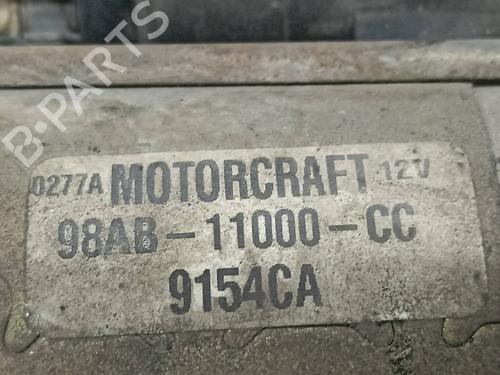 B-PARTS
0277A MOTORCRAFT 12V
98AB-11000-CC
9154CA